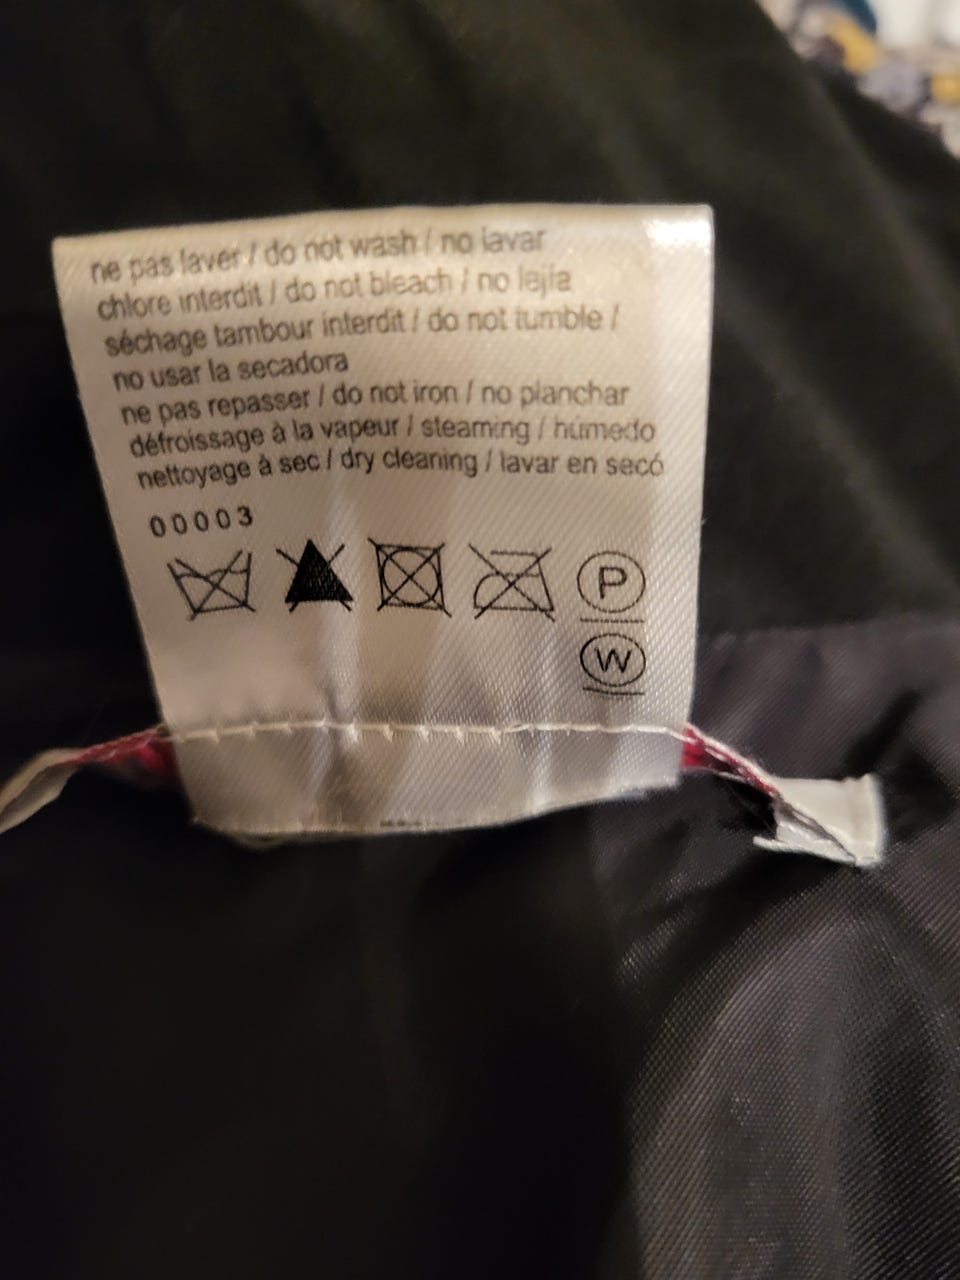 ne pas laver / do not wash / no lavar
chlore interdit / do not bleach / no lejía
séchage tambour interdit / do not tumble /
no usar la secadora
ne pas repasser / do not iron / no planchar
défroissage à la vapeur / steaming / húmedo
nettoyage à sec / dry cleaning / lavar en secó
00003
P
W